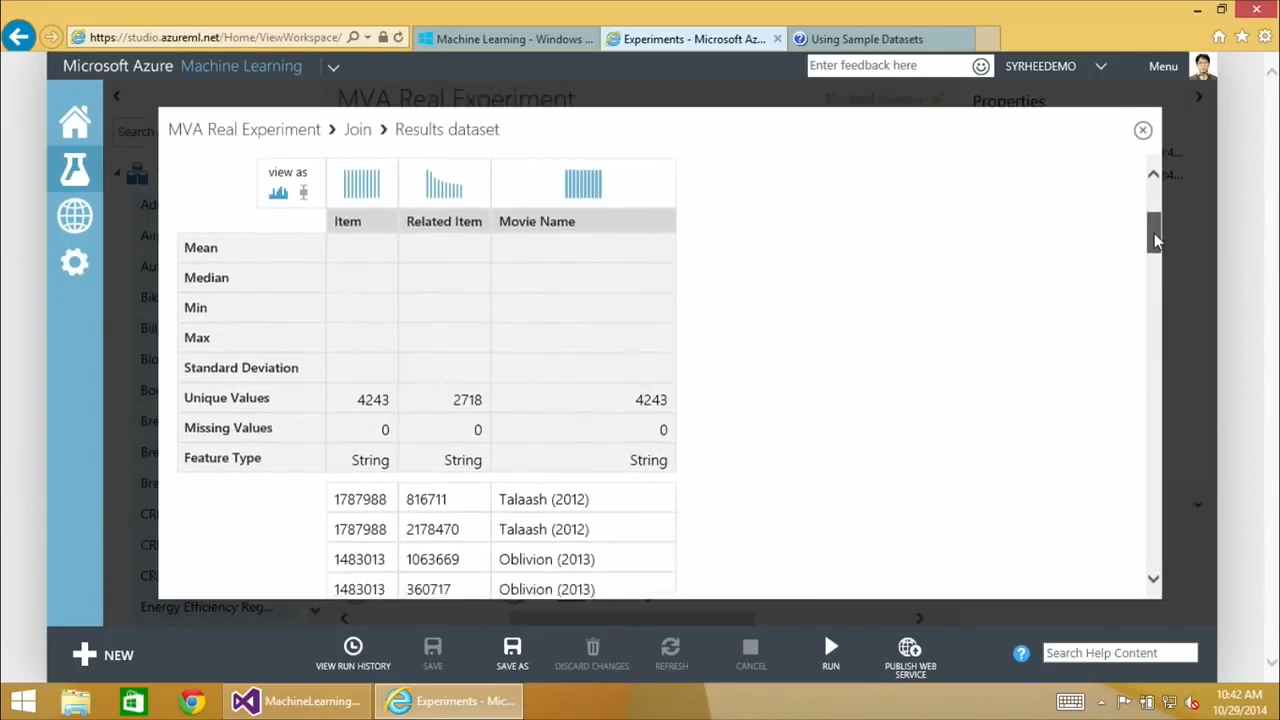 https://studio.azureml.net/Home/ViewWorkspace/
Machine Learning - Windows ...
Experiments - Microsoft Az...
Using Sample Datasets
Microsoft Azure Machine Learning
Enter feedback here
SYRHEEDEMO
Menu
MVA Real Experiment
Properties
Search
MVA Real Experiment > Join > Results dataset
view as
Item Related Item Movie Name
Mean
Median
Min
Max
Standard Deviation
Unique Values 4243 2718 4243
Missing Values 0 0 0
Feature Type String String String
1787988 816711 Talaash (2012)
1787988 2178470 Talaash (2012)
1483013 1063669 Oblivion (2013)
1483013 360717 Oblivion (2013)
Energy Efficiency Reg...
NEW
VIEW RUN HISTORY
SAVE
SAVE AS
DISCARD CHANGES
REFRESH
CANCEL
RUN
PUBLISH WEB SERVICE
Search Help Content
MachineLearning...
Experiments - Mic...
10:42 AM
10/29/2014